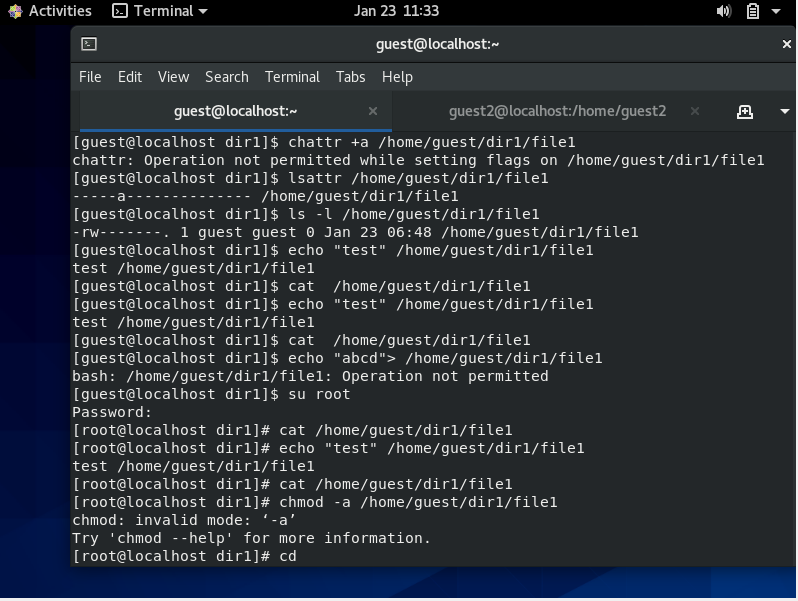 Activities Terminal Jan 23 11:33
guest@localhost:~
File Edit View Search Terminal Tabs Help
guest@localhost:~ guest2@localhost:/home/guest2
[guest@localhost dir1]$ chattr +a /home/guest/dir1/file1
chattr: Operation not permitted while setting flags on /home/guest/dir1/file1
[guest@localhost dir1]$ lsattr /home/guest/dir1/file1
-----a-------------- /home/guest/dir1/file1
[guest@localhost dir1]$ ls -l /home/guest/dir1/file1
-rw-------. 1 guest guest 0 Jan 23 06:48 /home/guest/dir1/file1
[guest@localhost dir1]$ echo "test" /home/guest/dir1/file1
test /home/guest/dir1/file1
[guest@localhost dir1]$ cat  /home/guest/dir1/file1
[guest@localhost dir1]$ echo "test" /home/guest/dir1/file1
test /home/guest/dir1/file1
[guest@localhost dir1]$ cat  /home/guest/dir1/file1
[guest@localhost dir1]$ echo "abcd"> /home/guest/dir1/file1
bash: /home/guest/dir1/file1: Operation not permitted
[guest@localhost dir1]$ su root
Password:
[root@localhost dir1]# cat /home/guest/dir1/file1
[root@localhost dir1]# echo "test" /home/guest/dir1/file1
test /home/guest/dir1/file1
[root@localhost dir1]# cat /home/guest/dir1/file1
[root@localhost dir1]# chmod -a /home/guest/dir1/file1
chmod: invalid mode: ‘-a’
Try 'chmod --help' for more information.
[root@localhost dir1]# cd